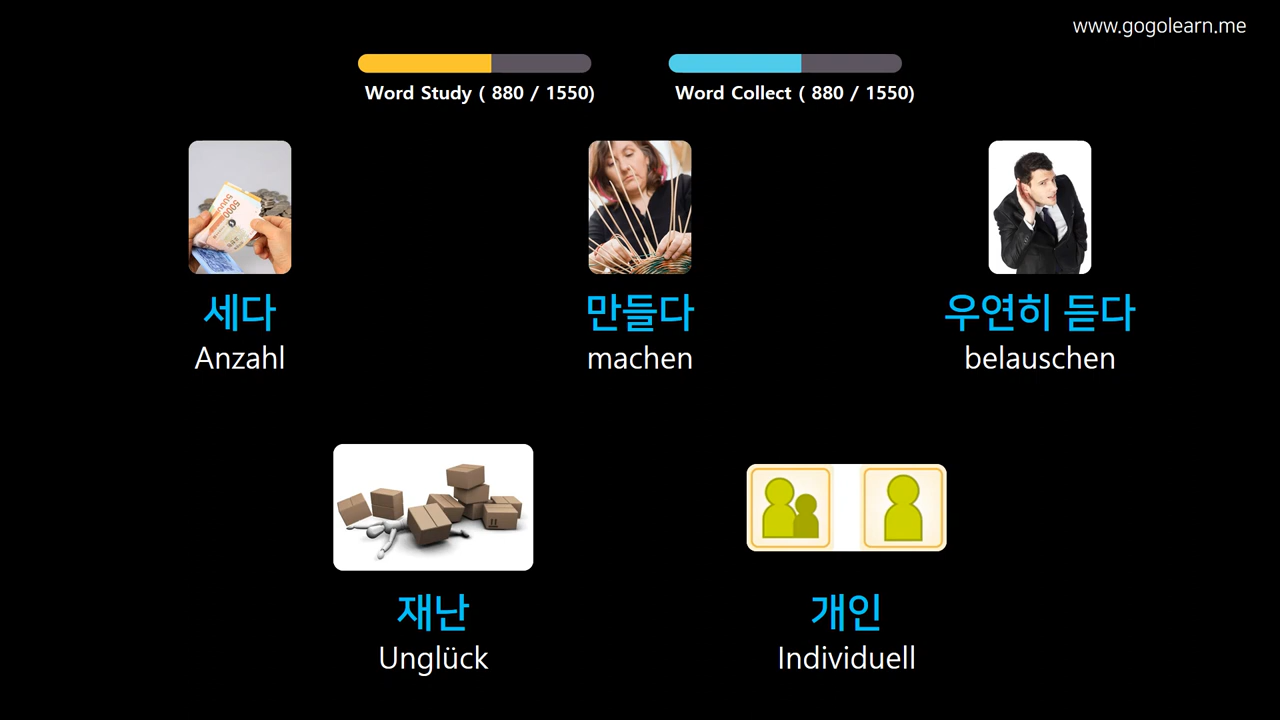 www.gogolearn.me
Word Study ( 880 / 1550)
Word Collect ( 880 / 1550)
세다
Anzahl
만들다
machen
우연히 듣다
belauschen
재난
Unglück
개인
Individuell